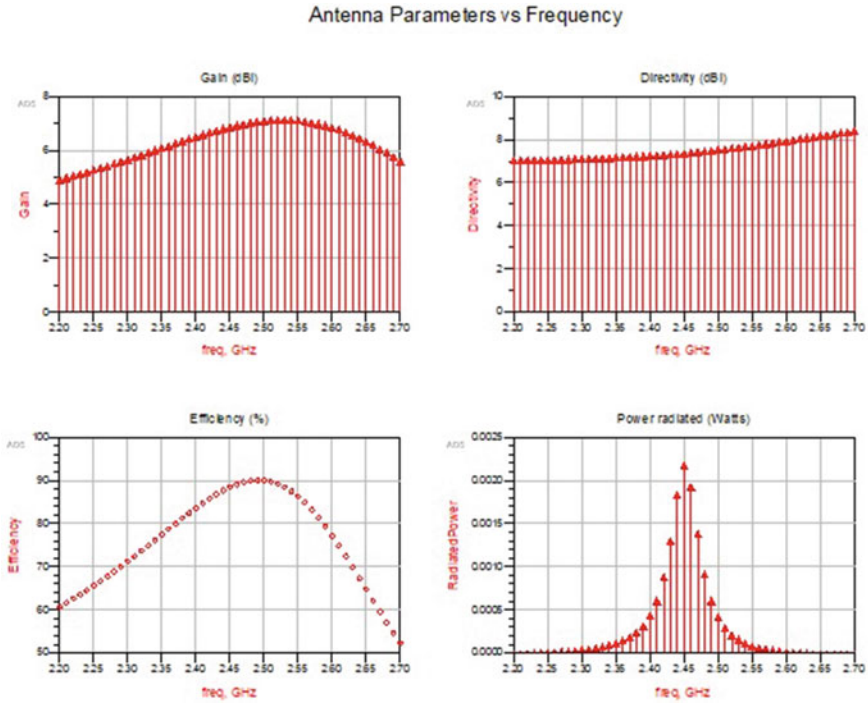 Antenna Parameters vs Frequency
Gain (dBi)
ADS
8
6
4
2
0
Gain
2.20 2.25 2.30 2.35 2.40 2.45 2.50 2.55 2.60 2.65 2.70
freq, GHz
Directivity (dBi)
ADS
10
8
6
4
2
0
Directivity
2.20 2.25 2.30 2.35 2.40 2.45 2.50 2.55 2.60 2.65 2.70
freq, GHz
Efficiency (%)
ADS
100
90
80
70
60
50
Efficiency
2.20 2.25 2.30 2.35 2.40 2.45 2.50 2.55 2.60 2.65 2.70
freq, GHz
Power radiated (Watts)
ADS
0.0025
0.0020
0.0015
0.0010
0.0005
0.0000
RadiatedPower
2.20 2.25 2.30 2.35 2.40 2.45 2.50 2.55 2.60 2.65 2.70
freq, GHz